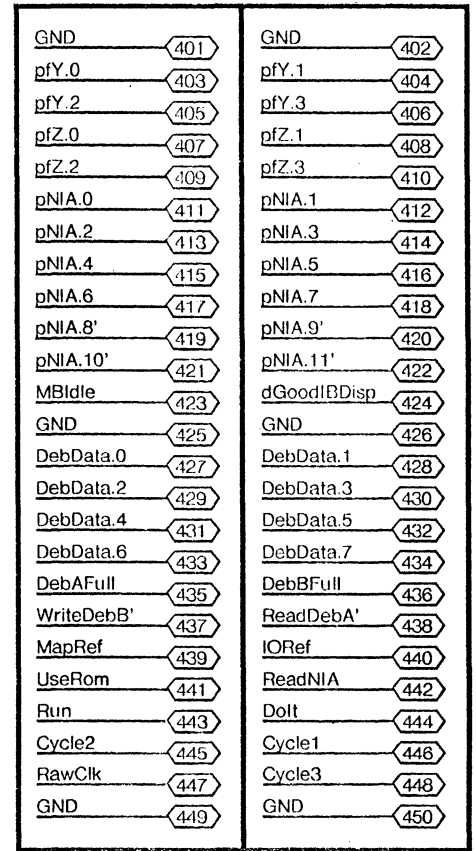 GND 401 GND 402
pfY.0 403 pfY.1 404
pfY.2 405 pfY.3 406
pfZ.0 407 pfZ.1 408
pfZ.2 409 pfZ.3 410
pNIA.0 411 pNIA.1 412
pNIA.2 413 pNIA.3 414
pNIA.4 415 pNIA.5 416
pNIA.6 417 pNIA.7 418
pNIA.8' 419 pNIA.9' 420
pNIA.10' 421 pNIA.11' 422
MBIdle 423 dGoodIBDisp 424
GND 425 GND 426
DebData.0 427 DebData.1 428
DebData.2 429 DebData.3 430
DebData.4 431 DebData.5 432
DebData.6 433 DebData.7 434
DebAFull 435 DebBFull 436
WriteDebB' 437 ReadDebA' 438
MapRef 439 IORef 440
UseRom 441 ReadNIA 442
Run 443 DoIt 444
Cycle2 445 Cycle1 446
RawClk 447 Cycle3 448
GND 449 GND 450